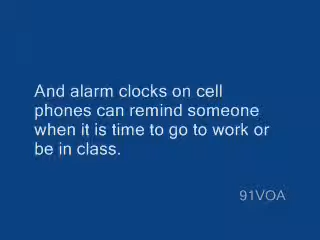 And alarm clocks on cell
phones can remind someone
when it is time to go to work or
be in class.
91VOA